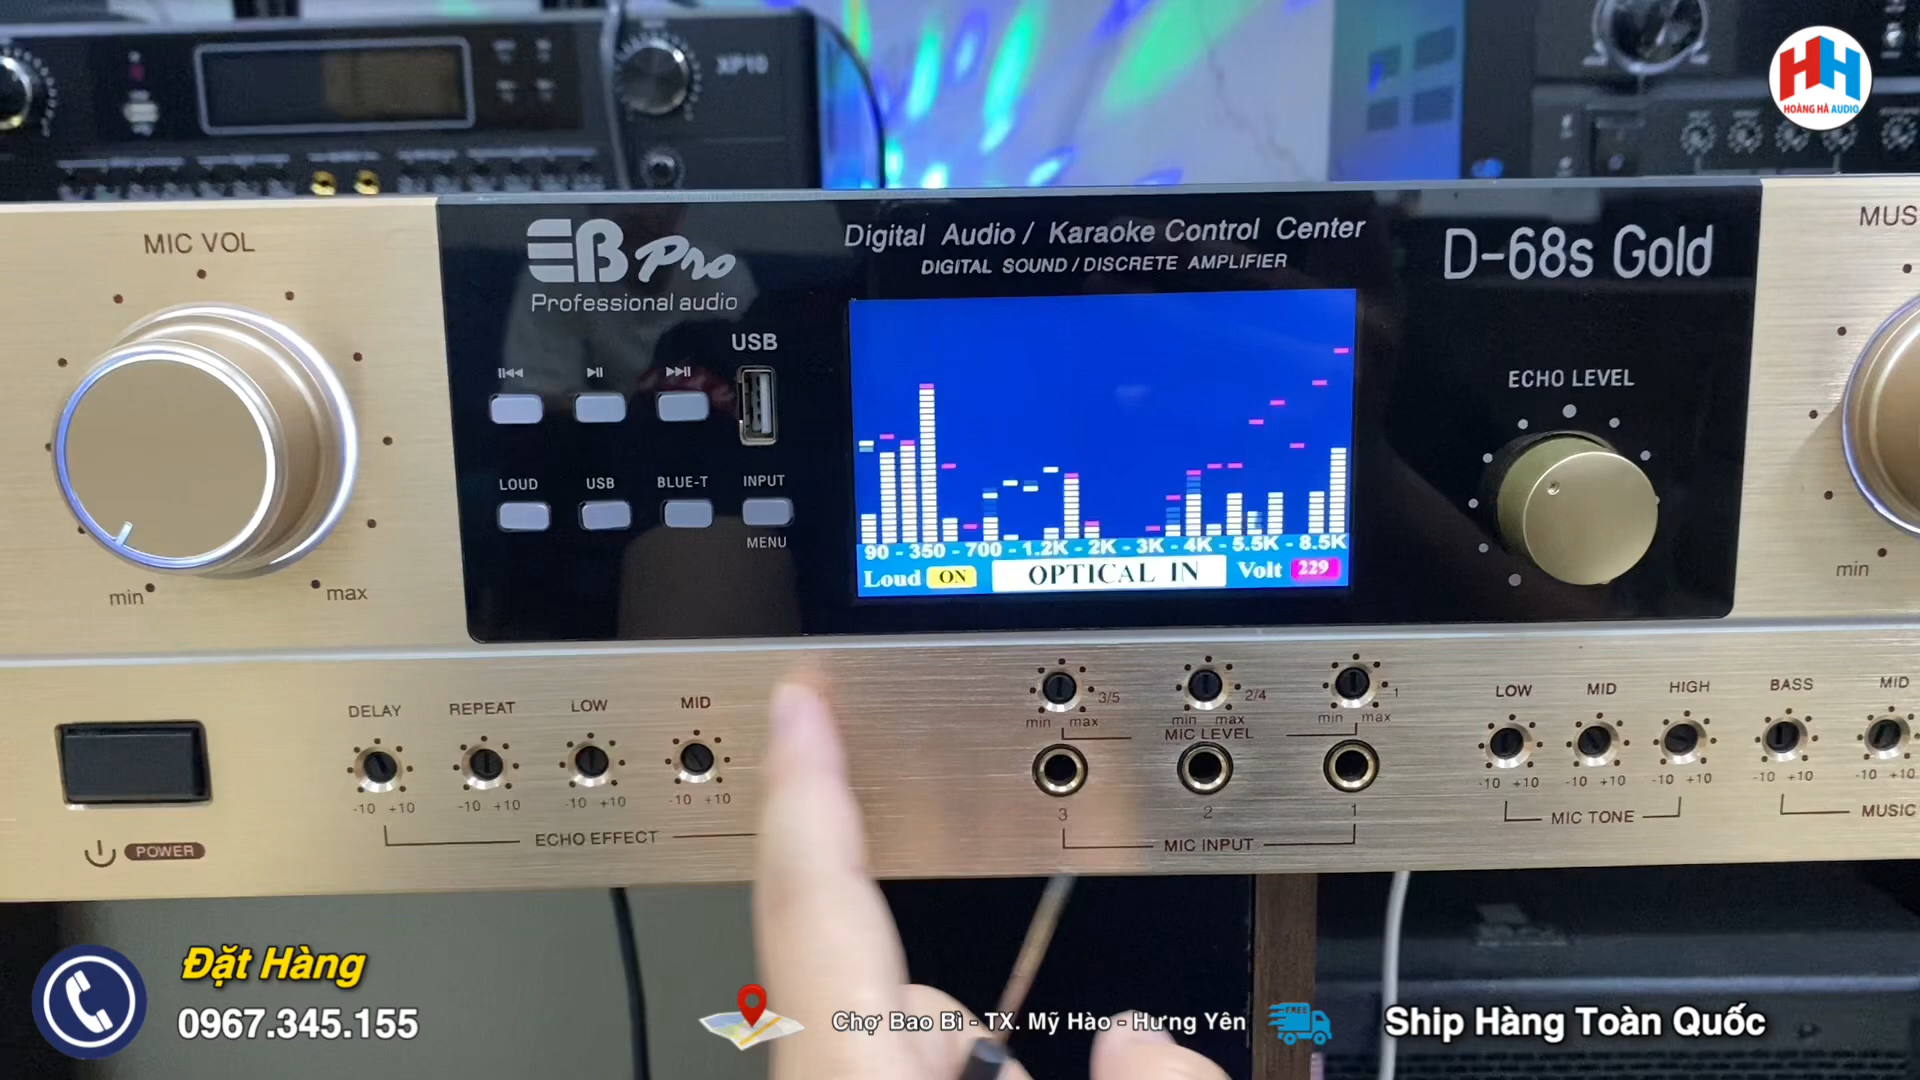 XP10
HH
HOÀNG HÀ AUDIO
MIC VOL
min
max
EB Pro
Professional audio
Digital Audio / Karaoke Control Center
DIGITAL SOUND / DISCRETE AMPLIFIER
D-68s Gold
MUS
min
USB
LOUD
USB
BLUE-T
INPUT
MENU
ECHO LEVEL
90 - 350 - 700 - 1.2K - 2K - 3K - 4K - 5.5K - 8.5K
Loud ON
OPTICAL IN
Volt 229
POWER
DELAY
REPEAT
LOW
MID
-10 +10
-10 +10
-10 +10
-10 +10
ECHO EFFECT
3/5
2/4
1
min max
min max
min max
MIC LEVEL
3
2
1
MIC INPUT
LOW
MID
HIGH
-10 +10
-10 +10
-10 +10
MIC TONE
BASS
MID
-10 +10
-10 +10
MUSIC
Đặt Hàng
0967.345.155
Chợ Bao Bì - TX. Mỹ Hào - Hưng Yên
FREE
Ship Hàng Toàn Quốc